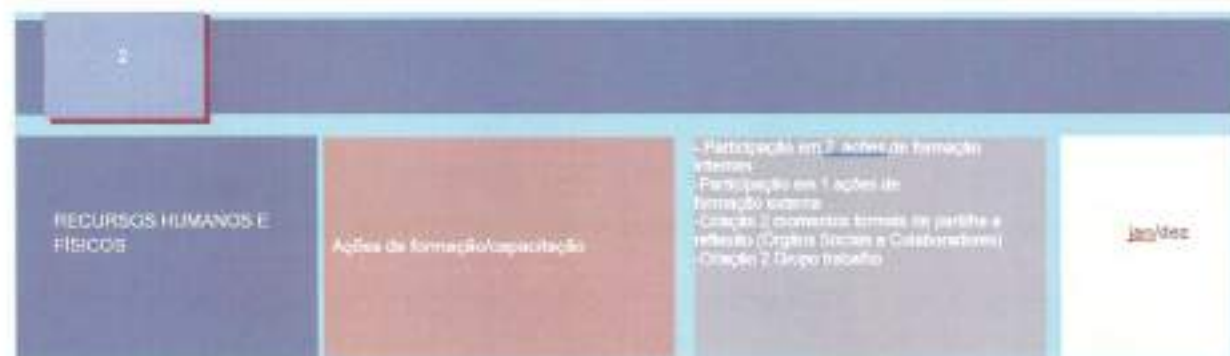 2
RECURSOS HUMANOS E
FÍSICOS
Ações de formação/capacitação
- Participação em 2 ações de formação
internas
-Participação em 1 ações de
formação externa
-Criação 2 momentos formais de partilha e
reflexão (Órgãos Sociais e Colaboradores)
-Criação 2 Grupo trabalho
jan/dez